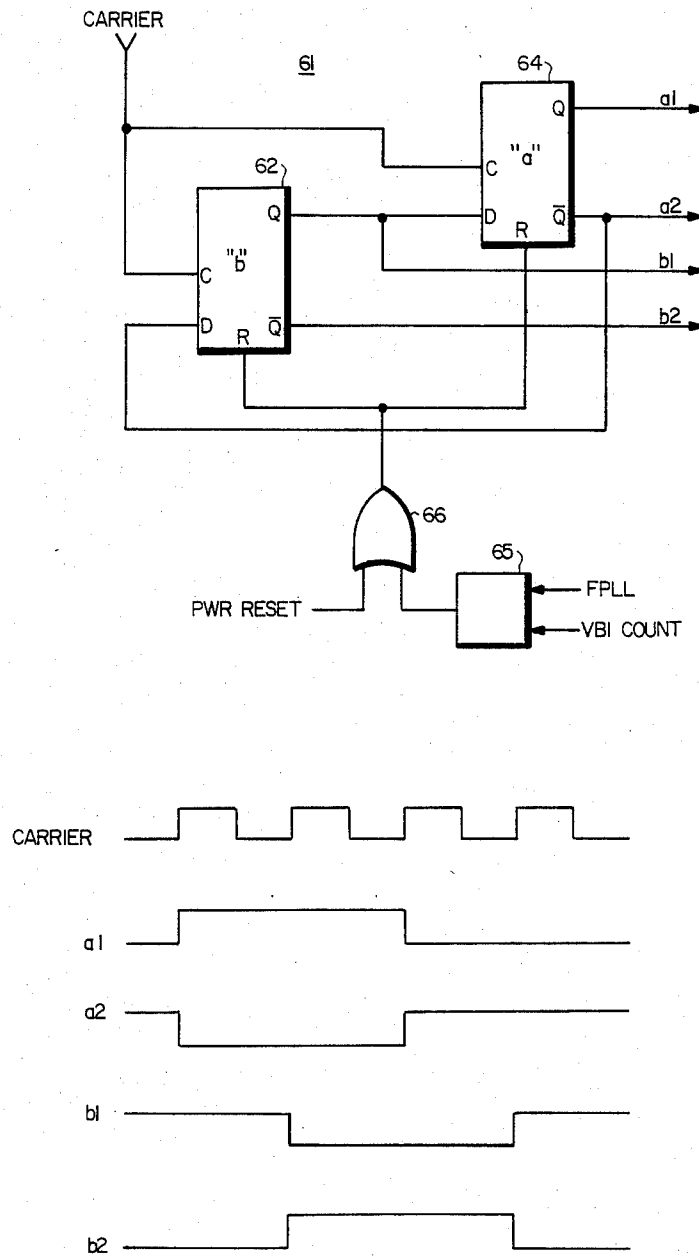 CARRIER
61
64
Q
a1
"a"
C
62
Q
D
Q̅
a2
R
"b"
b1
C
b2
D
Q̅
R
66
65
PWR RESET
FPLL
VBI COUNT
CARRIER
a1
a2
b1
b2